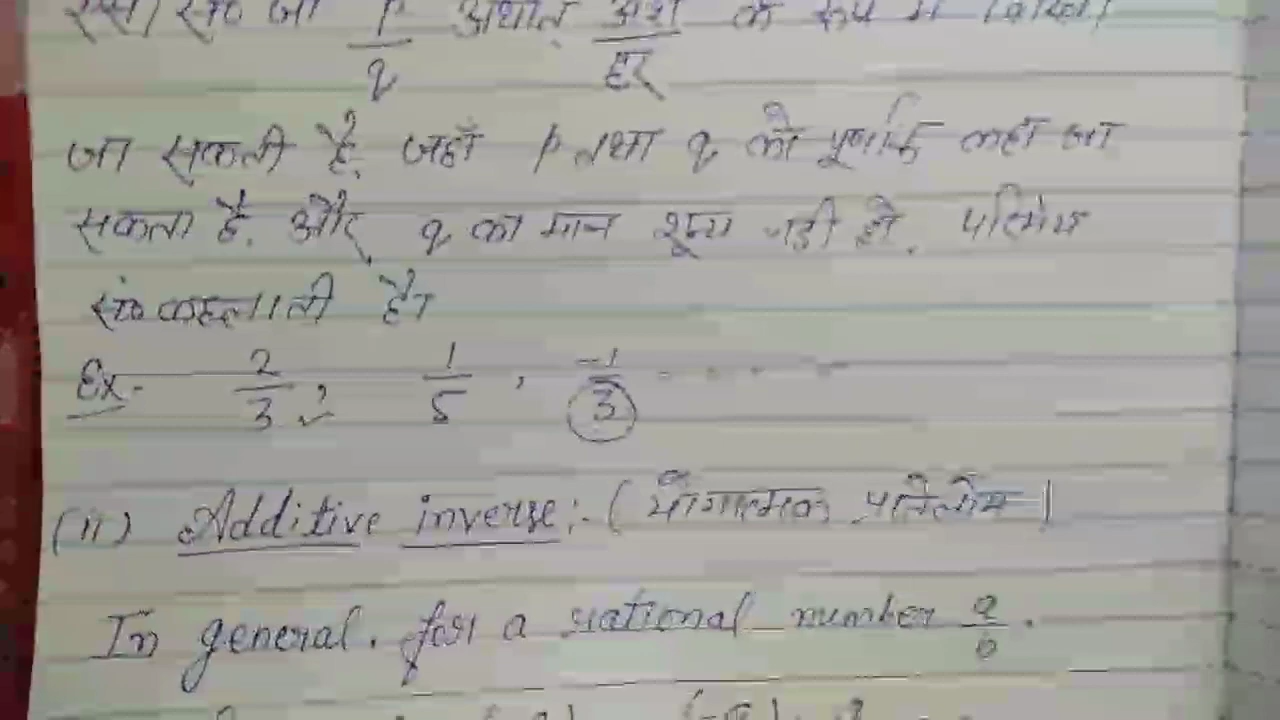 p/q अर्थात् अंश/हर के रूप में
जा सकती है, जहाँ p तथा q को पूर्णांक कहा जा
सकता है. और q का मान शून्य नहीं हो. परिमेय
सं० कहलाती है।
Ex- 2/3, 1/5, -1/3 - - - -
(ii) Additive inverse:- (योगात्मक प्रतिलोम)
In general. for a rational number a/b.